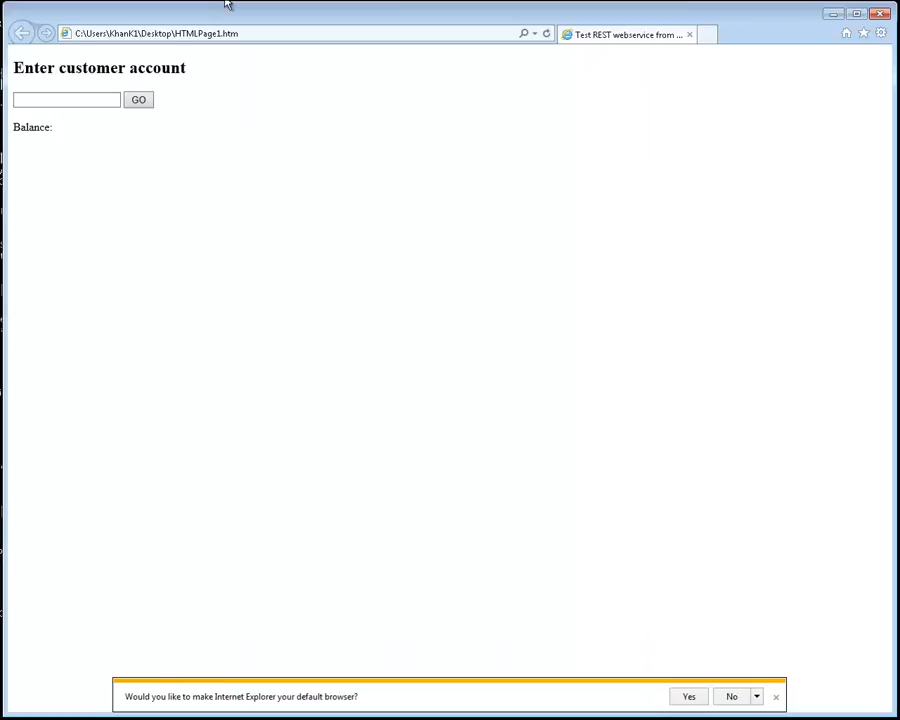 C:\Users\KhanK1\Desktop\HTMLPage1.htm
Test REST webservice from ...
Enter customer account
GO
Balance:
Would you like to make Internet Explorer your default browser?
Yes
No